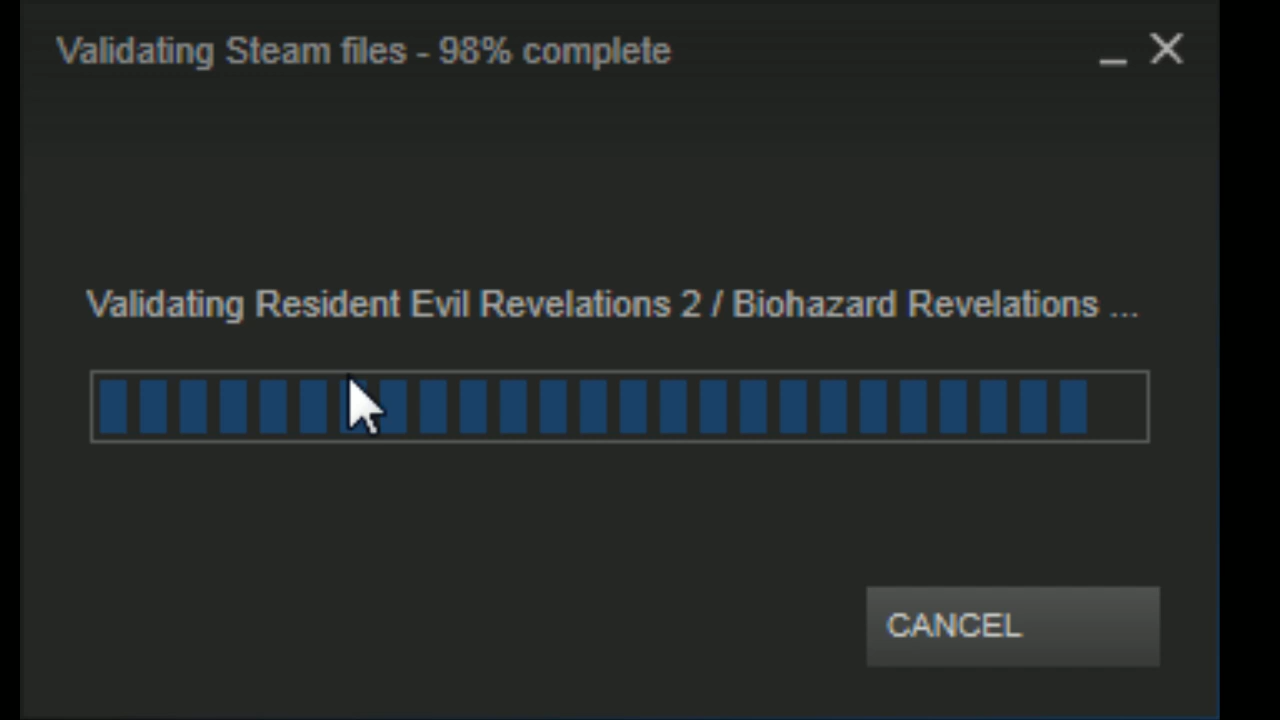 Validating Steam files - 98% complete
Validating Resident Evil Revelations 2 / Biohazard Revelations ...
CANCEL